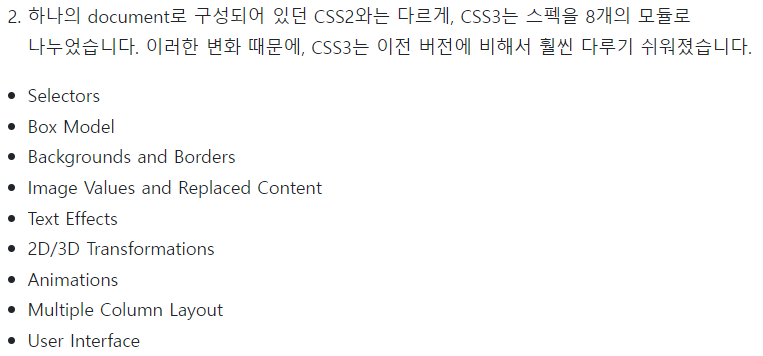 2. 하나의 document로 구성되어 있던 CSS2와는 다르게, CSS3는 스펙을 8개의 모듈로
나누었습니다. 이러한 변화 때문에, CSS3는 이전 버전에 비해서 훨씬 다루기 쉬워졌습니다.
• Selectors
• Box Model
• Backgrounds and Borders
• Image Values and Replaced Content
• Text Effects
• 2D/3D Transformations
• Animations
• Multiple Column Layout
• User Interface